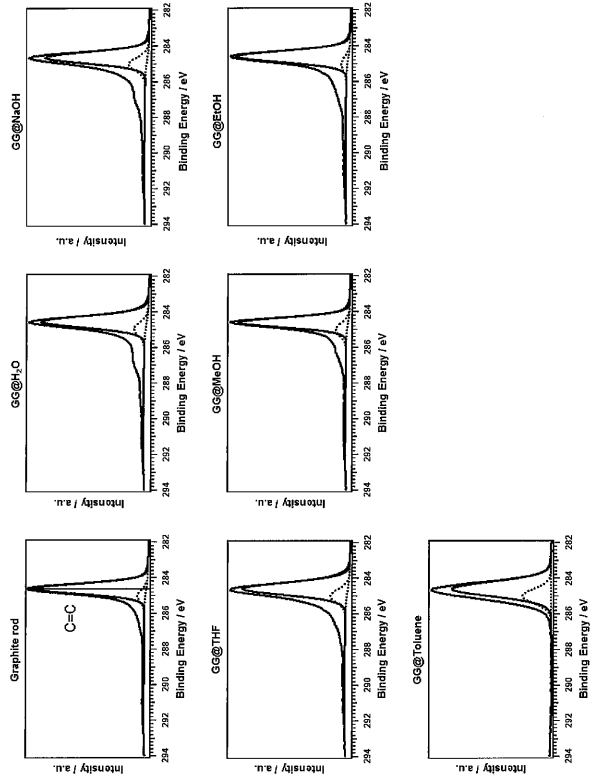 Graphite rod
C=C
Intensity / a.u.
294 292 290 288 286 284 282
Binding Energy / eV
GG@H₂O
Intensity / a.u.
294 292 290 288 286 284 282
Binding Energy / eV
GG@NaOH
Intensity / a.u.
294 292 290 288 286 284 282
Binding Energy / eV
GG@THF
Intensity / a.u.
294 292 290 288 286 284 282
Binding Energy / eV
GG@MeOH
Intensity / a.u.
294 292 290 288 286 284 282
Binding Energy / eV
GG@EtOH
Intensity / a.u.
294 292 290 288 286 284 282
Binding Energy / eV
GG@Toluene
Intensity / a.u.
294 292 290 288 286 284 282
Binding Energy / eV